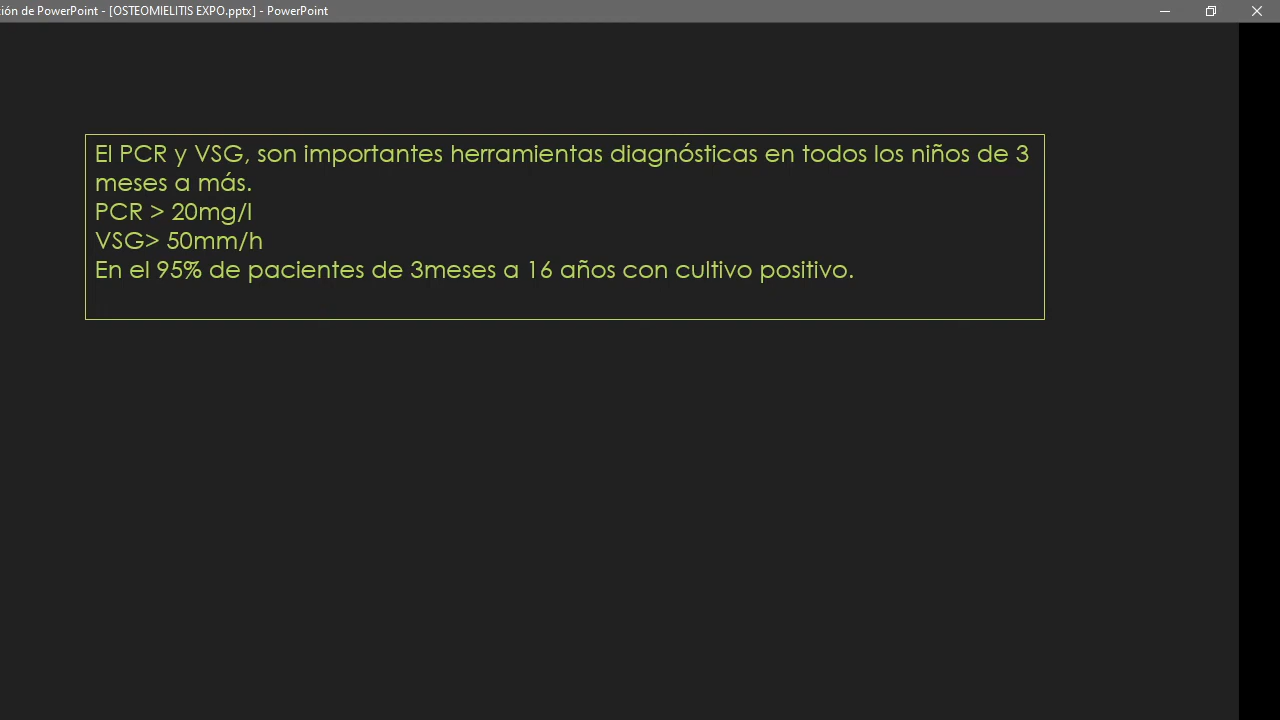 ción de PowerPoint - [OSTEOMIELITIS EXPO.pptx] - PowerPoint
El PCR y VSG, son importantes herramientas diagnósticas en todos los niños de 3
meses a más.
PCR > 20mg/l
VSG> 50mm/h
En el 95% de pacientes de 3meses a 16 años con cultivo positivo.